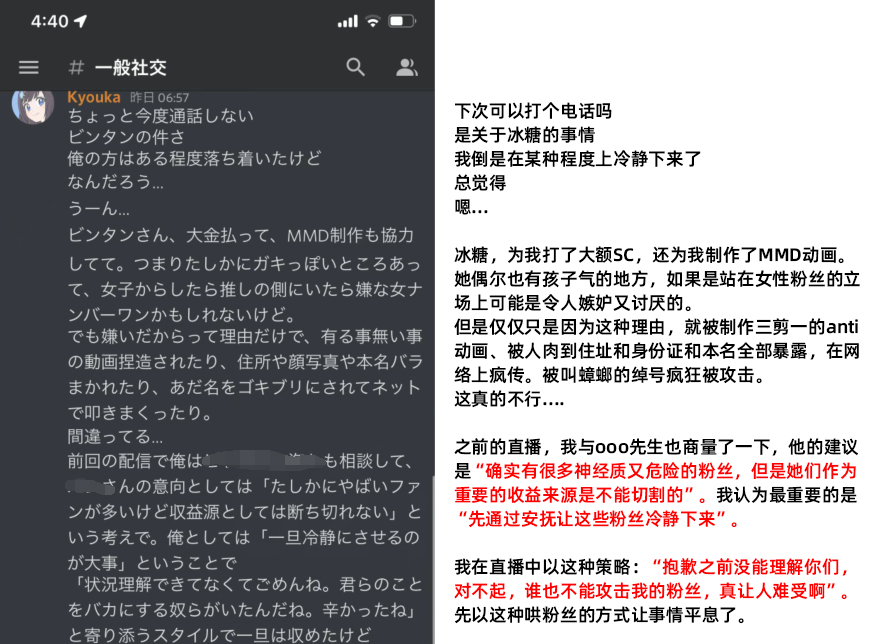 4:40
# 一般社交
Kyouka 昨日 06:57
ちょっと今度通話しない
ビンタンの件さ
俺の方はある程度落ち着いたけど
なんだろう...
うーん...
ビンタンさん、大金払って、MMD制作も協力
してて。つまりたしかにガキっぽいところあっ
て、女子からしたら推しの側にいたら嫌な女ナ
ンバーワンかもしれないけど。
でも嫌いだからって理由だけで、有る事無い事
の動画捏造されたり、住所や顔写真や本名バラ
まかれたり、あだ名をゴキブリにされてネット
で叩きまくったり。
間違ってる...
前回の配信で俺は も相談して、
さんの意向としては「たしかにやばいファ
ンが多いけど収益源としては断ち切れない」と
いう考えで。俺としては「一旦冷静にさせるの
が大事」ということで
「状況理解できてなくてごめんね。君らのこと
をバカにする奴らがいたんだね。辛かったね」
と寄り添うスタイルで一旦は収めたけど
下次可以打个电话吗
是关于冰糖的事情
我倒是在某种程度上冷静下来了
总觉得
嗯...
冰糖，为我打了大额SC，还为我制作了MMD动画。
她偶尔也有孩子气的地方，如果是站在女性粉丝的立
场上可能是令人嫉妒又讨厌的。
但是仅仅只是因为这种理由，就被制作三剪一的anti
动画、被人肉到住址和身份证和本名全部暴露，在网
络上疯传。被叫蟑螂的绰号疯狂被攻击。
这真的不行....
之前的直播，我与ooo先生也商量了一下，他的建议
是“确实有很多神经质又危险的粉丝，但是她们作为
重要的收益来源是不能切割的”。我认为最重要的是
“先通过安抚让这些粉丝冷静下来”。
我在直播中以这种策略：“抱歉之前没能理解你们，
对不起，谁也不能攻击我的粉丝，真让人难受啊”。
先以这种哄粉丝的方式让事情平息了。